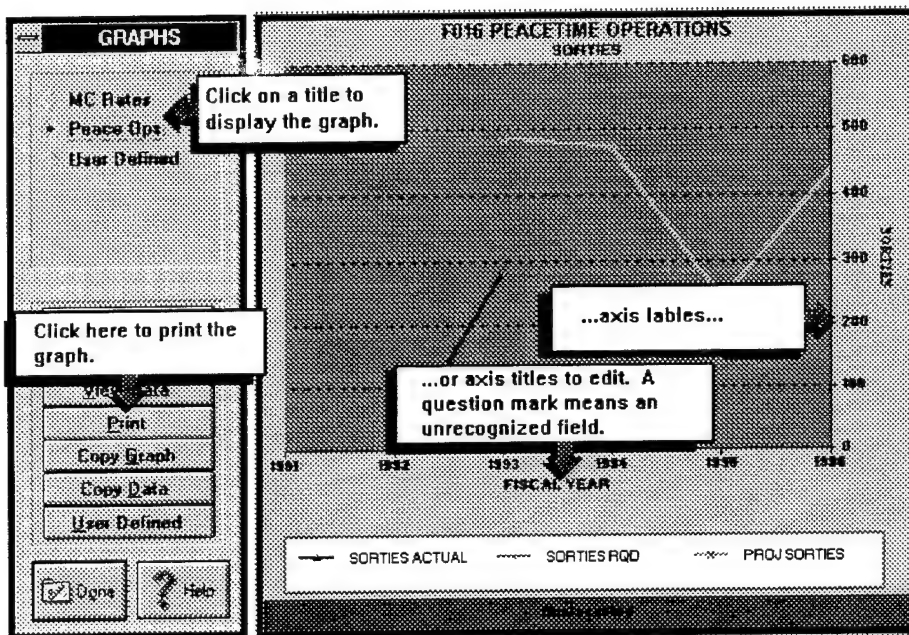 GRAPHS
MC Rates
Peace Ops
User Defined
Click on a title to
display the graph.
Click here to print the
graph.
Print
Copy Graph
Copy Data
User Defined
Done
Help
F016 PEACETIME OPERATIONS
SORTIES
600
500
400
300
200
100
0
SORTIES
...axis lables...
...or axis titles to edit. A
question mark means an
unrecognized field.
1991
1992
1993
1994
1995
1996
FISCAL YEAR
SORTIES ACTUAL
SORTIES RQD
PROJ SORTIES